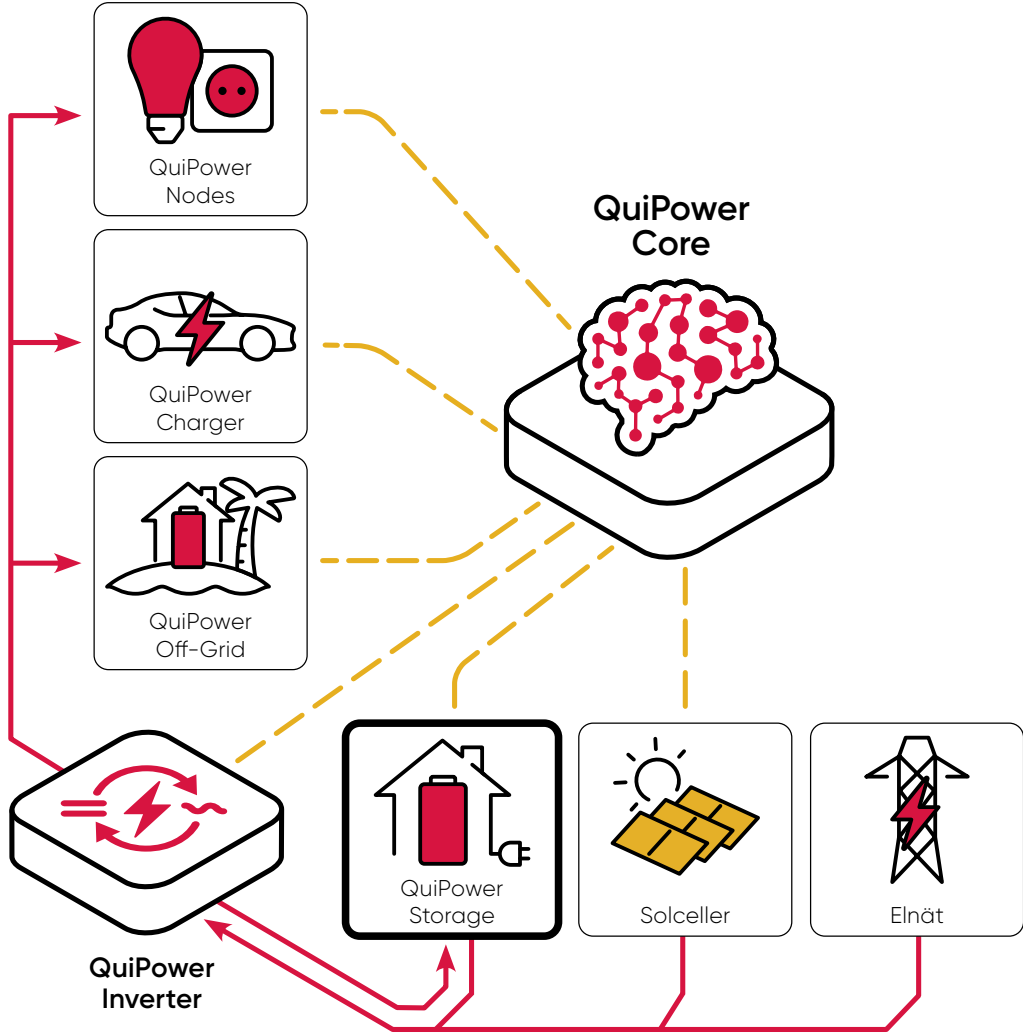 QuiPower
Nodes
QuiPower
Core
QuiPower
Charger
QuiPower
Off-Grid
QuiPower
Storage
Solceller
Elnät
QuiPower
Inverter